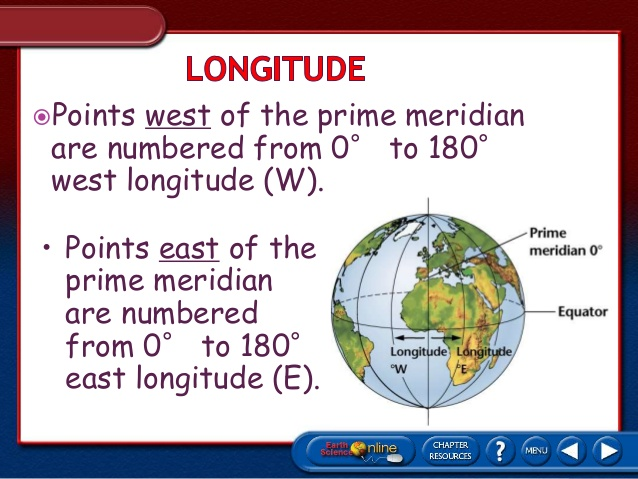 LONGITUDE
Points west of the prime meridian
are numbered from 0° to 180°
west longitude (W).
• Points east of the
prime meridian
are numbered
from 0° to 180°
east longitude (E).
Prime
meridian 0°
Equator
Longitude
°W
Longitude
°E
Earth
Science
nline
CHAPTER
RESOURCES
?
MENU